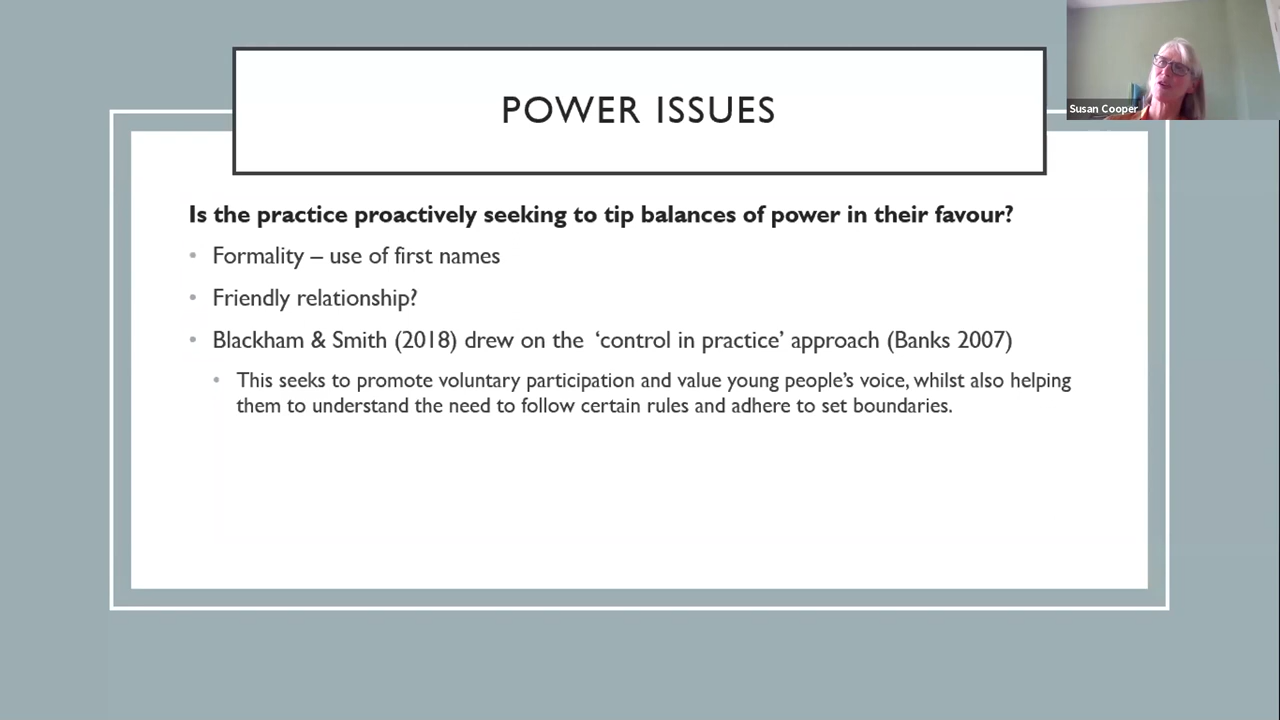 POWER ISSUES
Susan Cooper
Is the practice proactively seeking to tip balances of power in their favour?
• Formality – use of first names
• Friendly relationship?
• Blackham & Smith (2018) drew on the ‘control in practice’ approach (Banks 2007)
• This seeks to promote voluntary participation and value young people’s voice, whilst also helping
them to understand the need to follow certain rules and adhere to set boundaries.